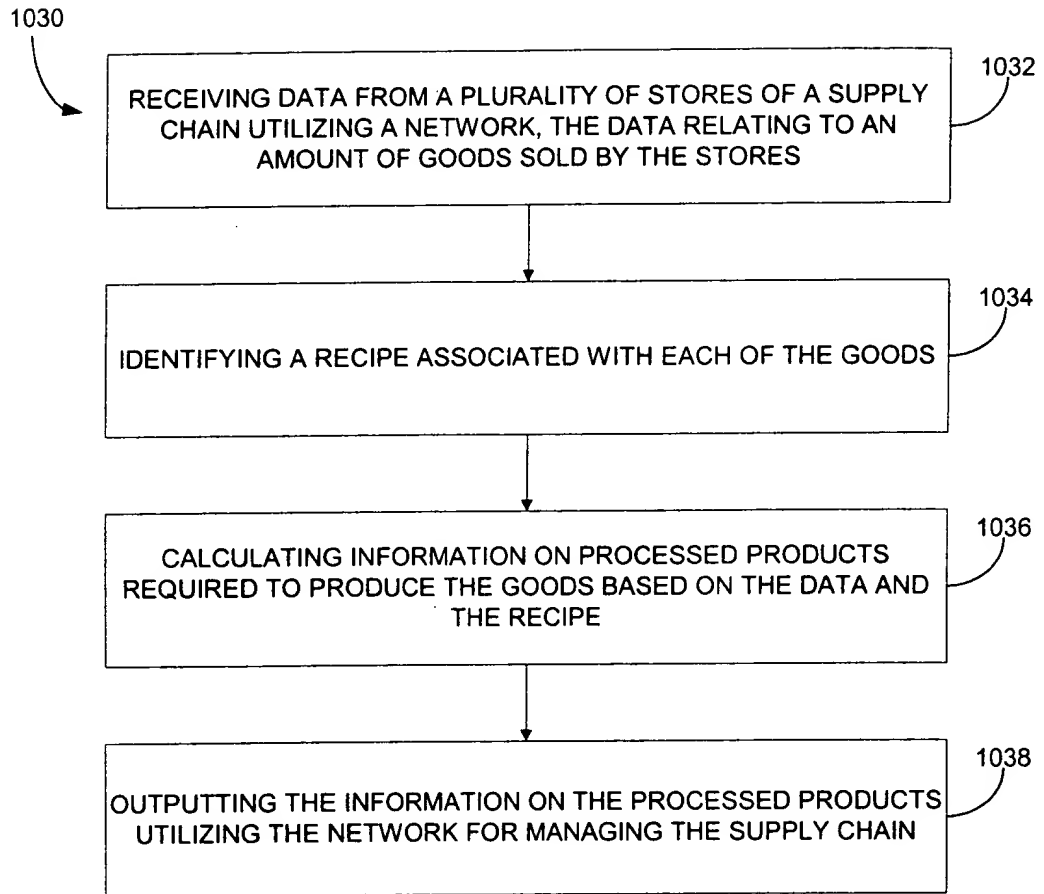 1030
1032
RECEIVING DATA FROM A PLURALITY OF STORES OF A SUPPLY
CHAIN UTILIZING A NETWORK, THE DATA RELATING TO AN
AMOUNT OF GOODS SOLD BY THE STORES
1034
IDENTIFYING A RECIPE ASSOCIATED WITH EACH OF THE GOODS
1036
CALCULATING INFORMATION ON PROCESSED PRODUCTS
REQUIRED TO PRODUCE THE GOODS BASED ON THE DATA AND
THE RECIPE
1038
OUTPUTTING THE INFORMATION ON THE PROCESSED PRODUCTS
UTILIZING THE NETWORK FOR MANAGING THE SUPPLY CHAIN